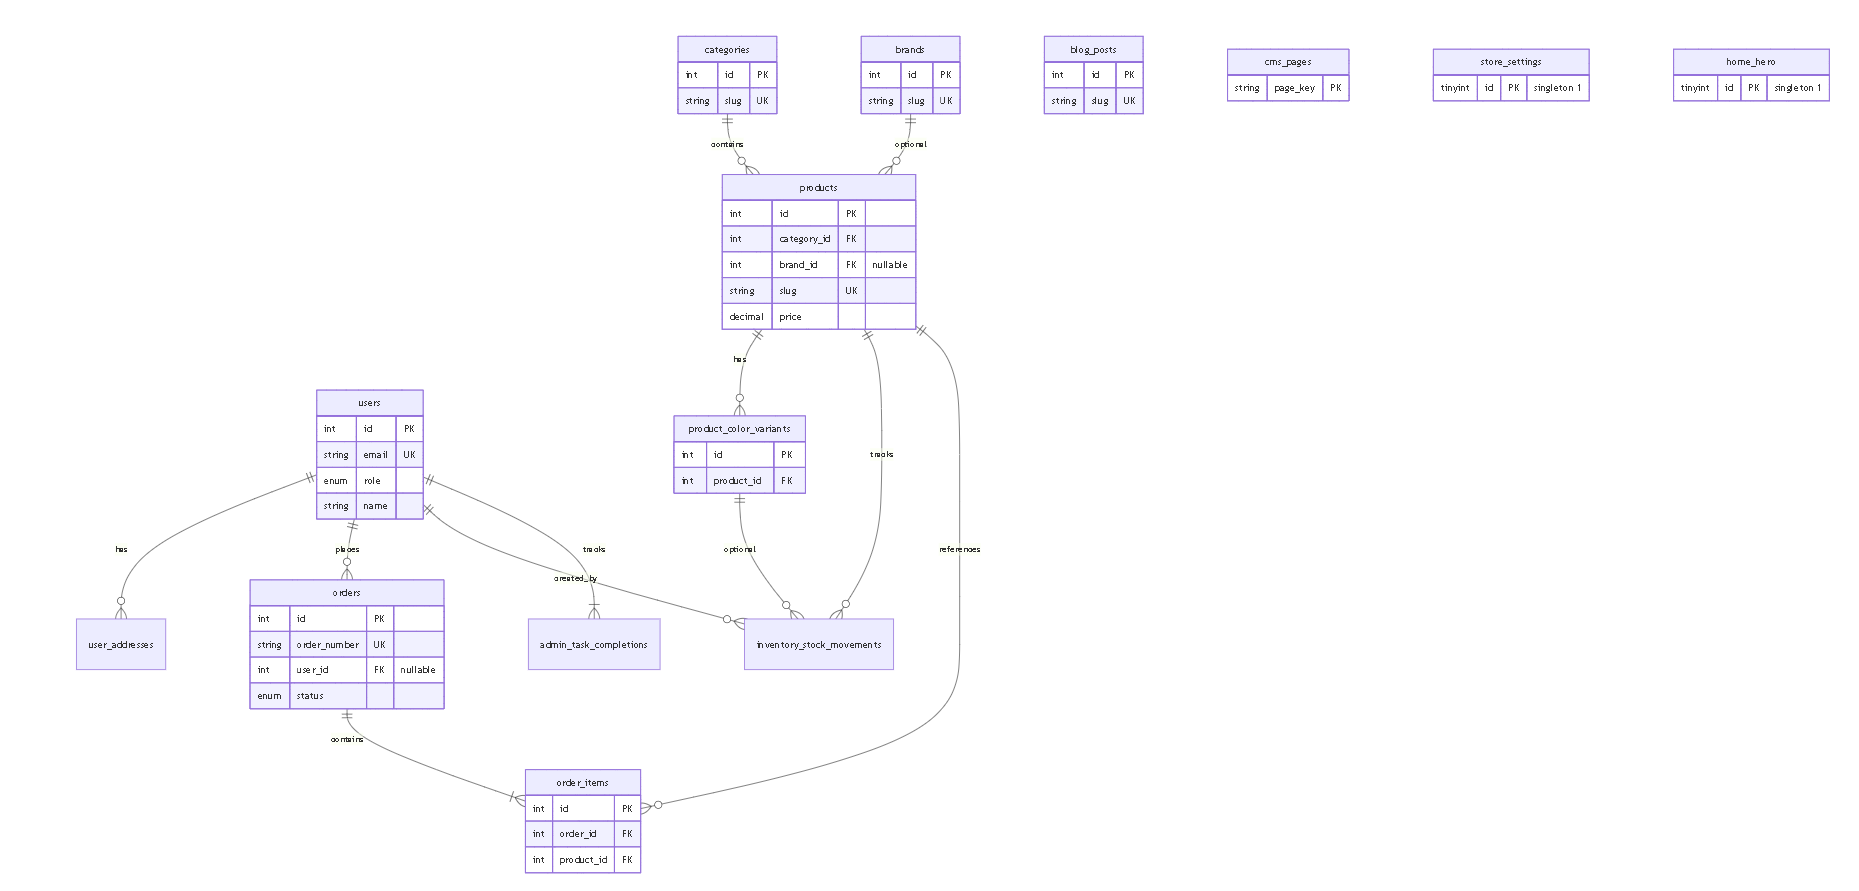 categories
int id PK
string slug UK
brands
int id PK
string slug UK
blog_posts
int id PK
string slug UK
cms_pages
string page_key PK
store_settings
tinyint id PK singleton 1
home_hero
tinyint id PK singleton 1
contains
optional
products
int id PK
int category_id FK
int brand_id FK nullable
string slug UK
decimal price
has
tracks
references
users
int id PK
string email UK
enum role
string name
product_color_variants
int id PK
int product_id FK
has
places
tracks
created_by
optional
user_addresses
orders
int id PK
string order_number UK
int user_id FK nullable
enum status
admin_task_completions
inventory_stock_movements
contains
order_items
int id PK
int order_id FK
int product_id FK